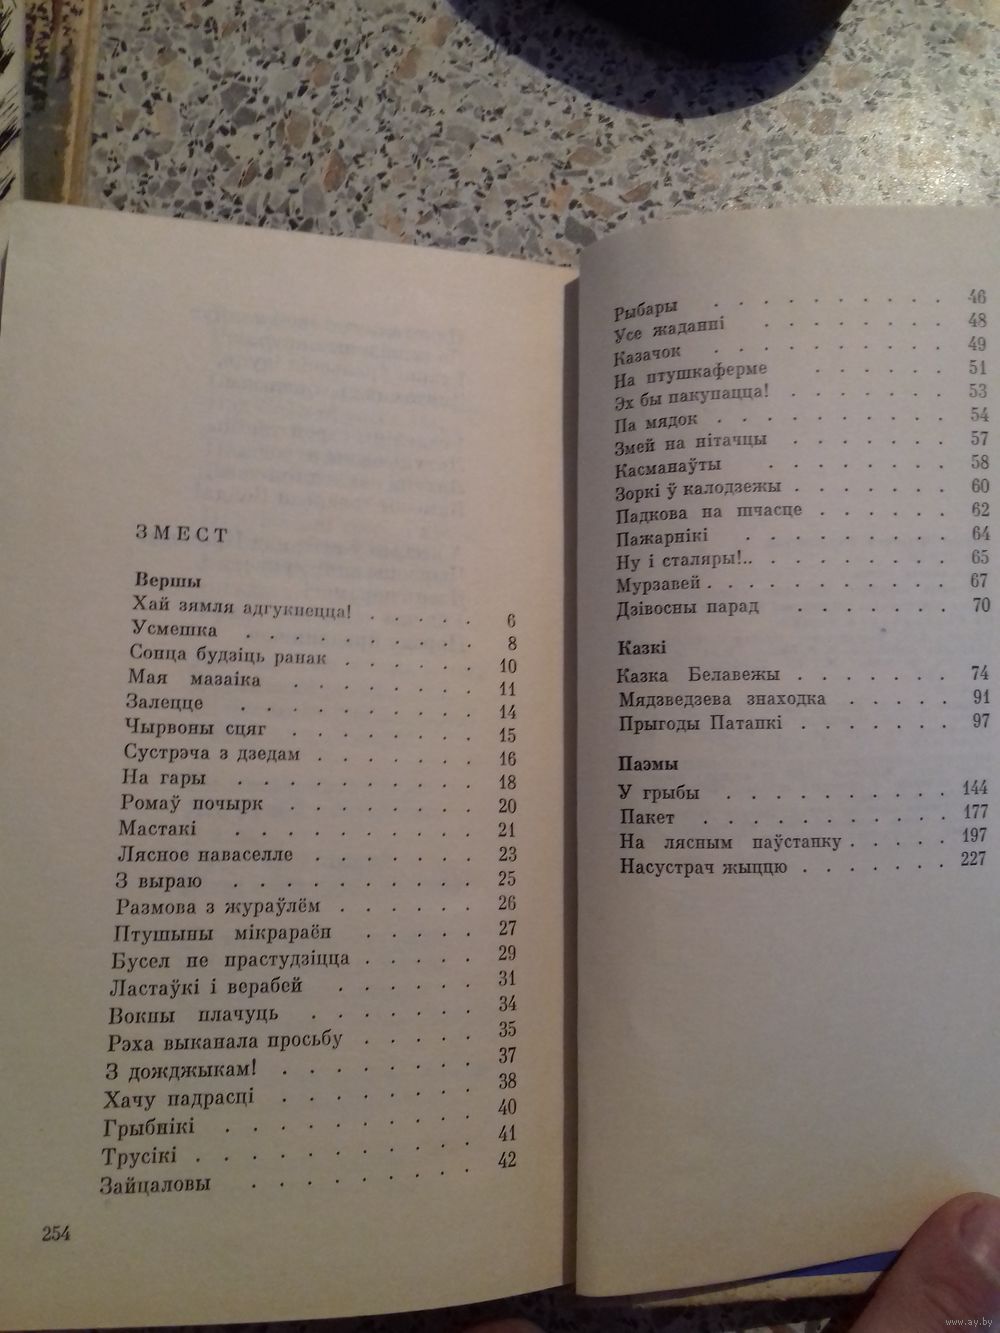 ЗМЕСТ
Вершы
Хай зямля адгукнецца! . . . . . 6
Усмешка . . . . . . . . . 8
Сонца будзіць ранак . . . . . 10
Мая мазаіка . . . . . . . 11
Залецце . . . . . . . . 14
Чырвоны сцяг . . . . . . . 15
Сустрэча з дзедам . . . . . . 16
На гары . . . . . . . . . 18
Ромаў почырк . . . . . . . 20
Мастакі . . . . . . . . . 21
Лясное наваселле . . . . . . 23
З выраю . . . . . . . . . 25
Размова з жураўлём . . . . . 26
Птушыны мікрараён . . . . . 27
Бусел не прастудзіцца . . . . . 29
Ластаўкі і верабей . . . . . . 31
Вокны плачуць . . . . . . . 34
Рэха выканала просьбу . . . . . 35
З дожджыкам! . . . . . . . . 37
Хачу падрасці . . . . . . . . 38
Грыбнікі . . . . . . . . . . 40
Трусікі . . . . . . . . . . . 41
Зайцаловы . . . . . . . . . 42
254
Рыбары . . . . . . . . . 46
Усе жаданні . . . . . . . 48
Казачок . . . . . . . . . 49
На птушкаферме . . . . . 51
Эх бы пакупацца! . . . . . . 53
Па мядок . . . . . . . . . 54
Змей на нітачцы . . . . . . 57
Касманаўты . . . . . . . 58
Зоркі ў калодзежы . . . . . . 60
Падкова на шчасце . . . . . 62
Пажарнікі . . . . . . . . 64
Ну і сталяры!.. . . . . . . . 65
Мурзавей . . . . . . . . . 67
Дзівосны парад . . . . . . 70
Казкі
Казка Белавежы . . . . . . 74
Мядзведзева знаходка . . . . 91
Прыгоды Патапкі . . . . . . 97
Паэмы
У грыбы . . . . . . . . . 144
Пакет . . . . . . . . . . 177
На лясным паўстанку . . . . 197
Насустрач жыццю . . . . . . 227
www.ay.by